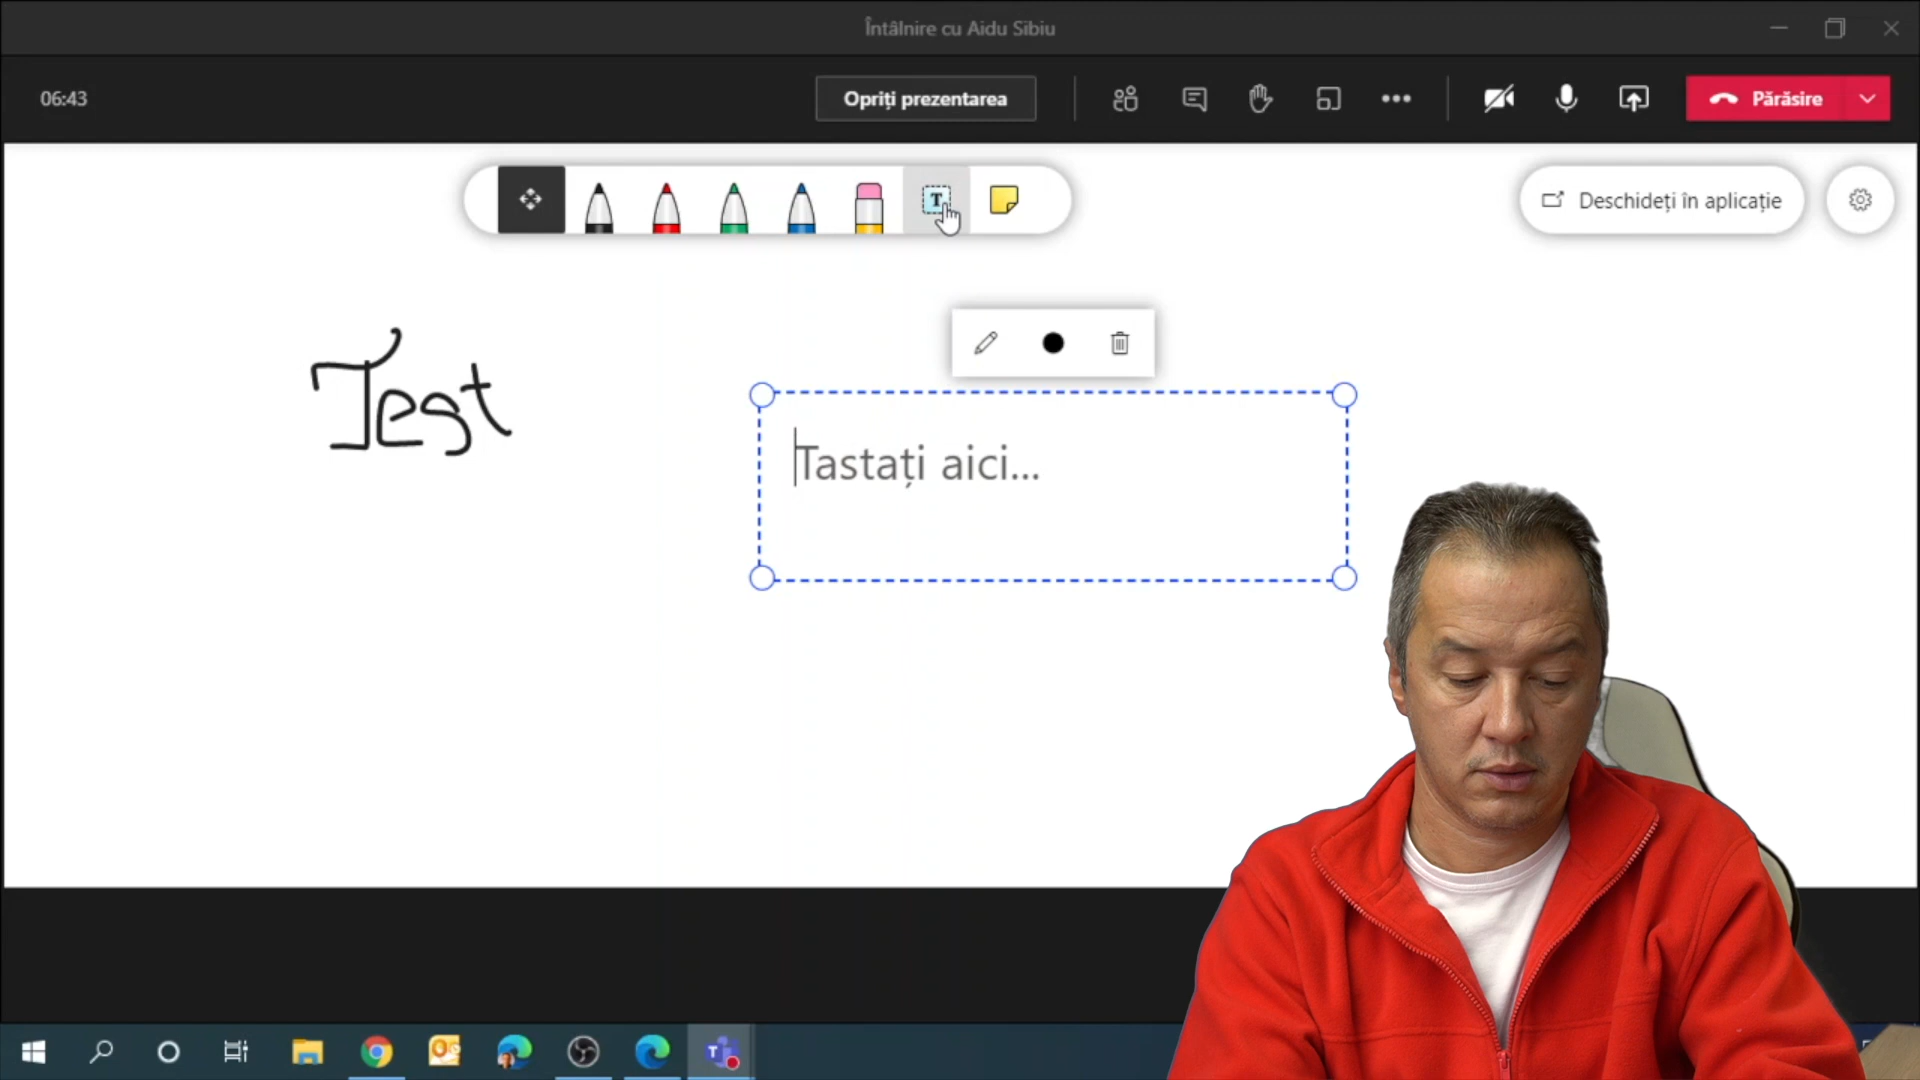 Întâlnire cu Aidu Sibiu
06:43
Opriți prezentarea
Părăsire
T
Deschideți în aplicație
Test
Tastați aici...